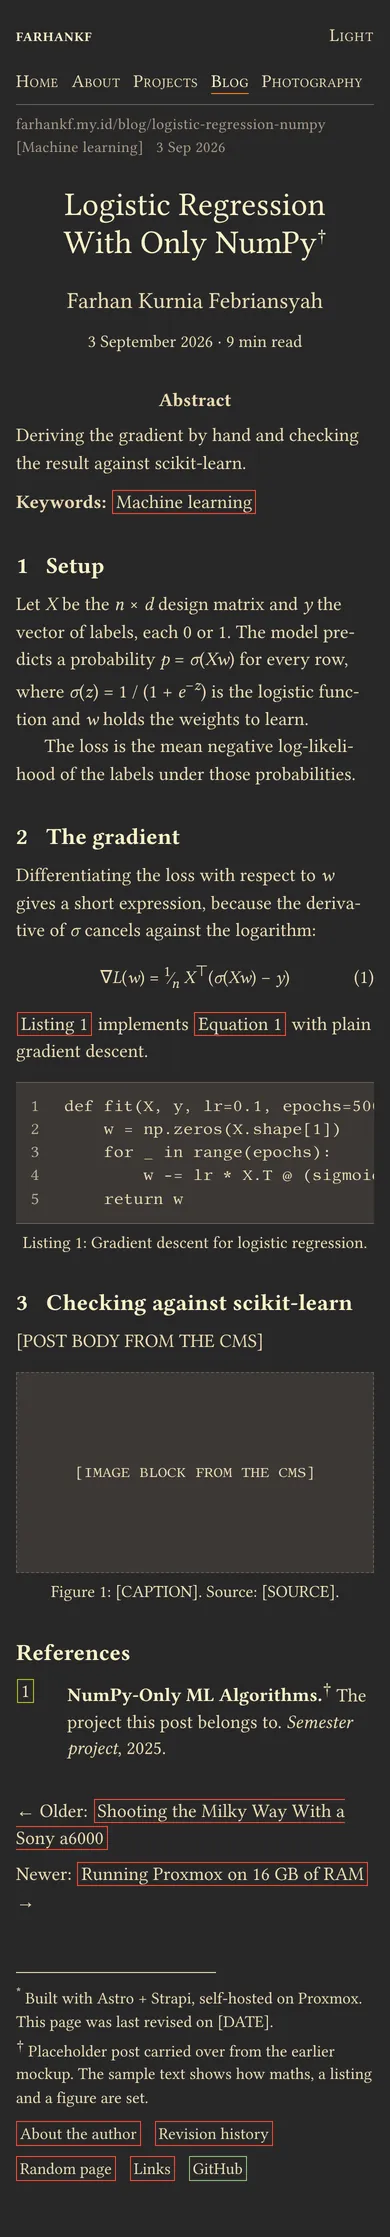 FARHANKF
LIGHT
HOME ABOUT PROJECTS BLOG PHOTOGRAPHY
farhankf.my.id/blog/logistic-regression-numpy
[Machine learning] 3 Sep 2026
Logistic Regression
With Only NumPy†
Farhan Kurnia Febriansyah
3 September 2026 · 9 min read
Abstract
Deriving the gradient by hand and checking
the result against scikit-learn.
Keywords: Machine learning
1 Setup
Let X be the n × d design matrix and y the
vector of labels, each 0 or 1. The model pre-
dicts a probability p = σ(Xw) for every row,
where σ(z) = 1 / (1 + e⁻ᶻ) is the logistic func-
tion and w holds the weights to learn.
The loss is the mean negative log-likeli-
hood of the labels under those probabilities.
2 The gradient
Differentiating the loss with respect to w
gives a short expression, because the deriva-
tive of σ cancels against the logarithm:
∇L(w) = 1⁄n X⊤(σ(Xw) − y) (1)
Listing 1 implements Equation 1 with plain
gradient descent.
1 def fit(X, y, lr=0.1, epochs=500
2 w = np.zeros(X.shape[1])
3 for _ in range(epochs):
4 w -= lr * X.T @ (sigmoid
5 return w
Listing 1: Gradient descent for logistic regression.
3 Checking against scikit-learn
[POST BODY FROM THE CMS]
[IMAGE BLOCK FROM THE CMS]
Figure 1: [CAPTION]. Source: [SOURCE].
References
1 NumPy-Only ML Algorithms.† The
project this post belongs to. Semester
project, 2025.
← Older: Shooting the Milky Way With a
Sony a6000
Newer: Running Proxmox on 16 GB of RAM
→
* Built with Astro + Strapi, self-hosted on Proxmox.
This page was last revised on [DATE].
† Placeholder post carried over from the earlier
mockup. The sample text shows how maths, a listing
and a figure are set.
About the author Revision history
Random page Links GitHub